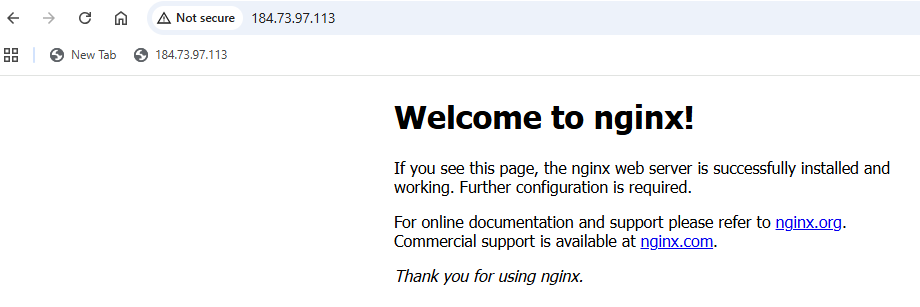 Not secure 184.73.97.113
New Tab 184.73.97.113
Welcome to nginx!
If you see this page, the nginx web server is successfully installed and
working. Further configuration is required.
For online documentation and support please refer to nginx.org.
Commercial support is available at nginx.com.
Thank you for using nginx.